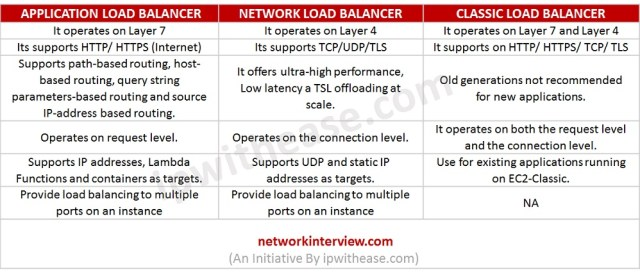 APPLICATION LOAD BALANCER
NETWORK LOAD BALANCER
CLASSIC LOAD BALANCER
It operates on Layer 7
It operates on Layer 4
It operates on Layer 7 and Layer 4
Its supports HTTP/ HTTPS (Internet)
Its supports TCP/UDP/TLS
It supports on HTTP/ HTTPS/ TCP/ TLS
Supports path-based routing, host-
based routing, query string
parameters-based routing and source
IP-address based routing.
It offers ultra-high performance,
Low latency a TSL offloading at
scale.
Old generations not recommended
for new applications.
Operates on request level.
Operates on the connection level.
It operates on both the request level
and the connection level.
Supports IP addresses, Lambda
Functions and containers as targets.
Supports UDP and static IP
addresses as targets.
Use for existing applications running
on EC2-Classic.
Provide load balancing to multiple
ports on an instance
Provide load balancing to multiple
ports on an instance
NA
networkinterview.com
(An Initiative By ipwithease.com)
ipwithease.com